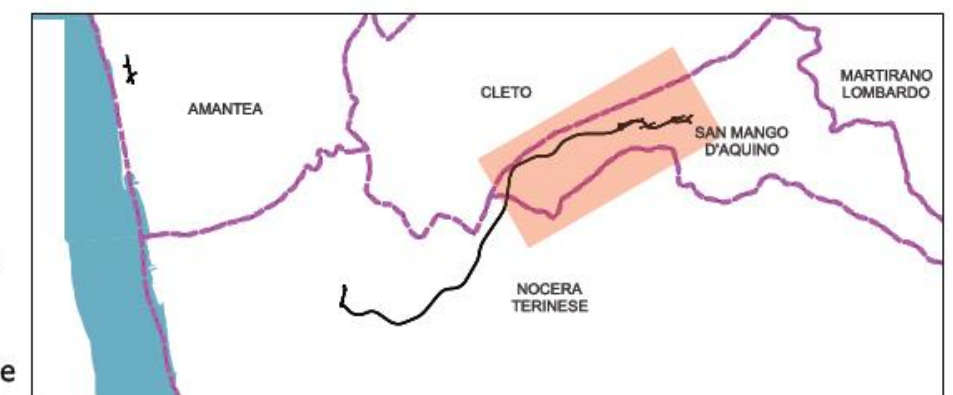 AMANTEA
CLETO
MARTIRANO
LOMBARDO
SAN MANGO
D'AQUINO
NOCERA
TERINESE
e